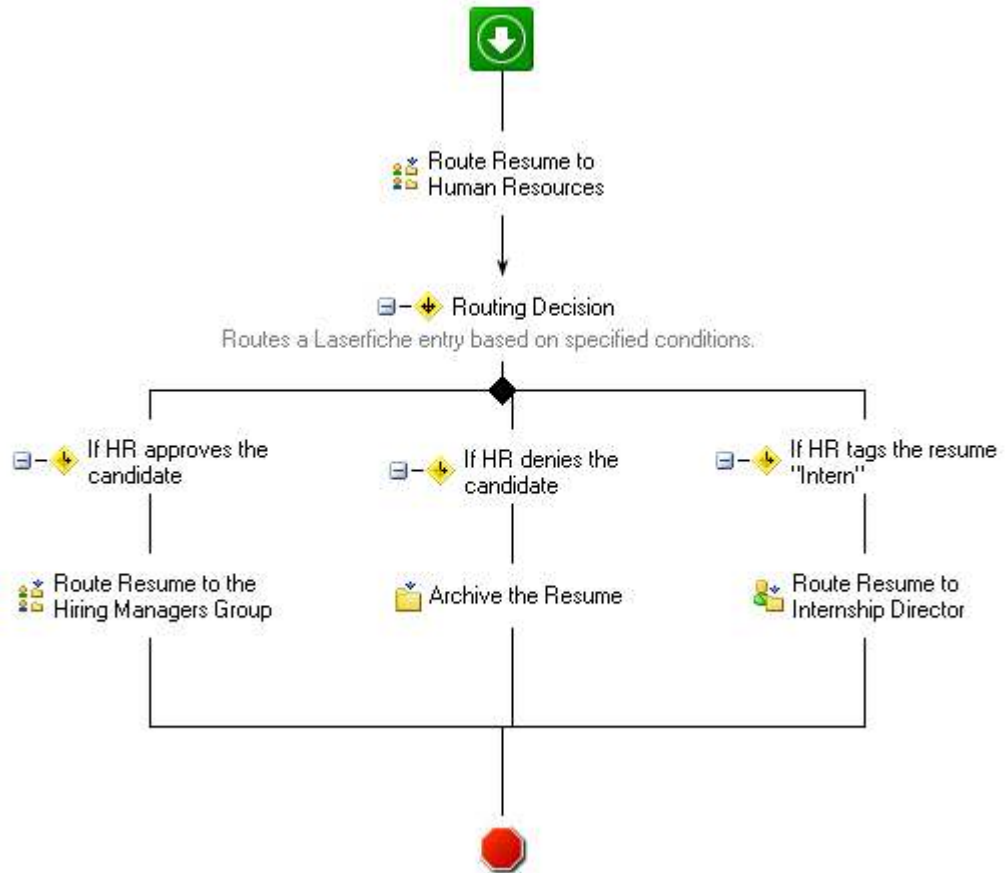 Route Resume to
Human Resources
Routing Decision
Routes a Laserfiche entry based on specified conditions.
If HR approves the
candidate
If HR denies the
candidate
If HR tags the resume
"Intern"
Route Resume to the
Hiring Managers Group
Archive the Resume
Route Resume to
Internship Director